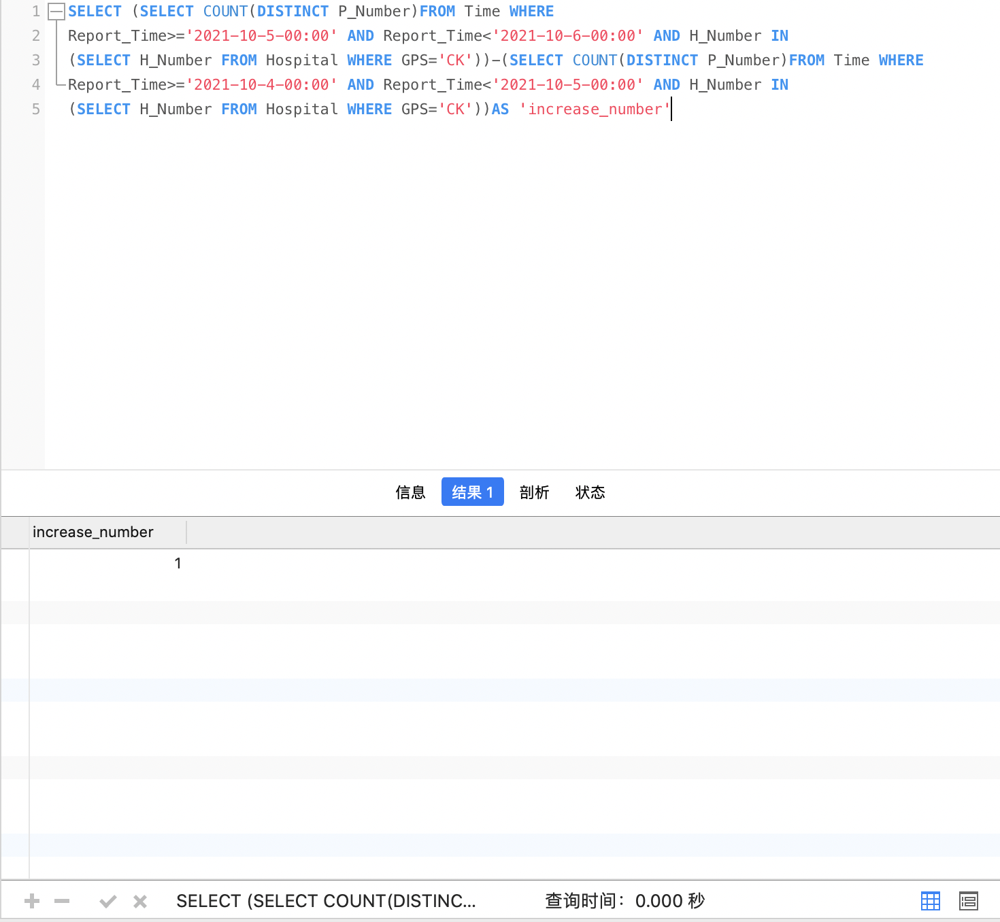 1 SELECT (SELECT COUNT(DISTINCT P_Number)FROM Time WHERE
2 Report_Time>='2021-10-5-00:00' AND Report_Time<'2021-10-6-00:00' AND H_Number IN
3 (SELECT H_Number FROM Hospital WHERE GPS='CK'))-(SELECT COUNT(DISTINCT P_Number)FROM Time WHERE
4 Report_Time>='2021-10-4-00:00' AND Report_Time<'2021-10-5-00:00' AND H_Number IN
5 (SELECT H_Number FROM Hospital WHERE GPS='CK'))AS 'increase_number'
信息 结果 1 剖析 状态
increase_number
1
SELECT (SELECT COUNT(DISTINC... 查询时间：0.000 秒